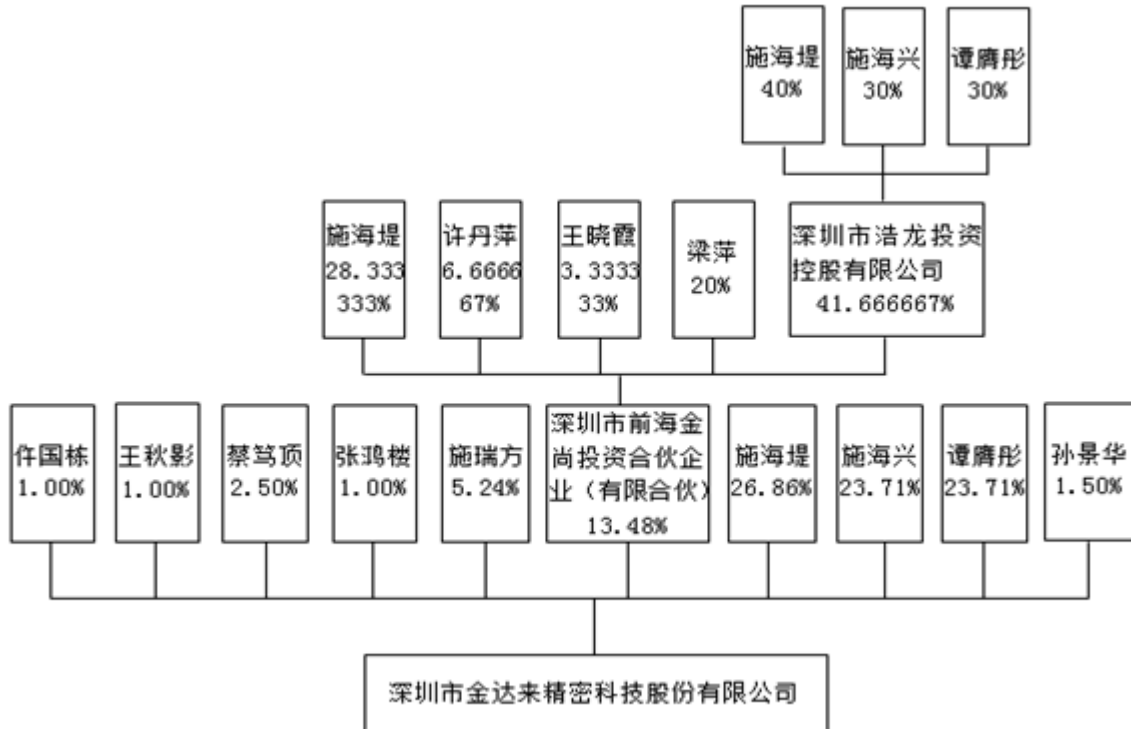 施海堤
40%
施海兴
30%
谭膺彤
30%
施海堤
28.333
333%
许丹萍
6.6666
67%
王晓霞
3.3333
33%
梁萍
20%
深圳市浩龙投资
控股有限公司
41.666667%
仵国栋
1.00%
王秋影
1.00%
蔡笃顶
2.50%
张鸿楼
1.00%
施瑞方
5.24%
深圳市前海金
尚投资合伙企
业（有限合伙）
13.48%
施海堤
26.86%
施海兴
23.71%
谭膺彤
23.71%
孙景华
1.50%
深圳市金达来精密科技股份有限公司